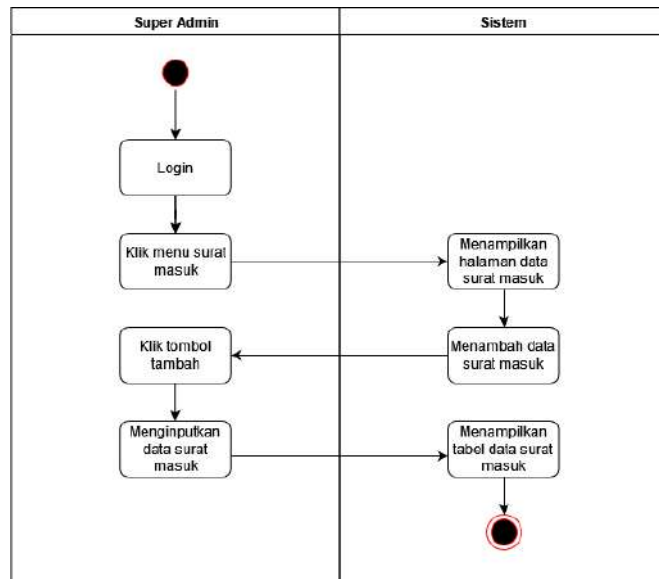 Super Admin
Sistem
Login
Klik menu surat
masuk
Menampilkan
halaman data
surat masuk
Menambah data
surat masuk
Klik tombol
tambah
Menginputkan
data surat
masuk
Menampilkan
tabel data surat
masuk